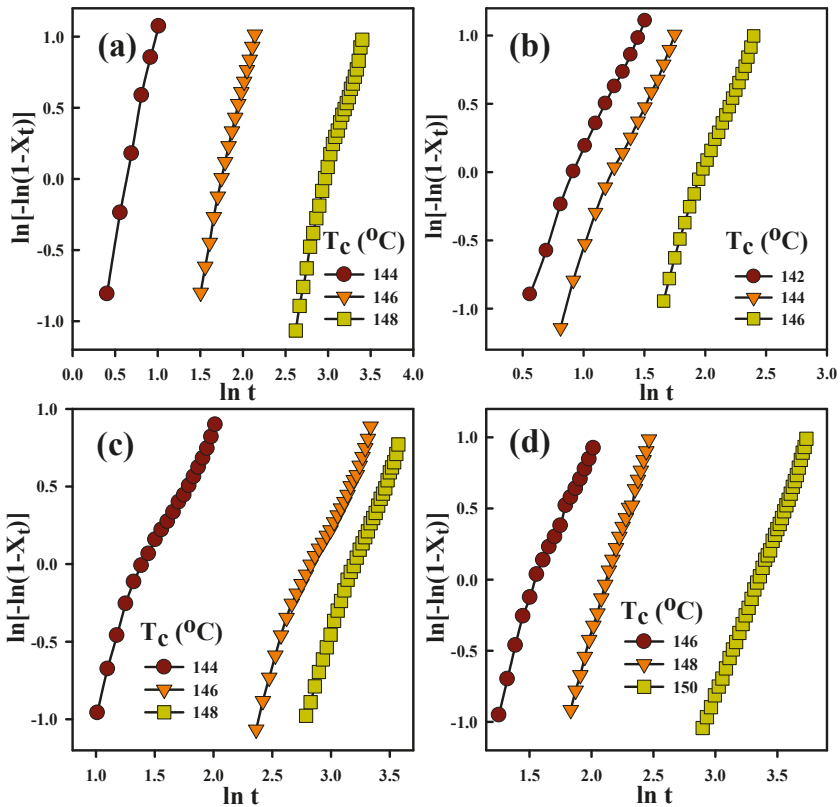 (a)
ln[-ln(1-Xt)]
1.0
0.5
0.0
-0.5
-1.0
Tc (oC)
144
146
148
0.0 0.5 1.0 1.5 2.0 2.5 3.0 3.5 4.0
ln t
(b)
ln[-ln(1-Xt)]
1.0
0.5
0.0
-0.5
-1.0
Tc (oC)
142
144
146
0.5 1.0 1.5 2.0 2.5 3.0
ln t
(c)
ln[-ln(1-Xt)]
1.0
0.5
0.0
-0.5
-1.0
Tc (oC)
144
146
148
1.0 1.5 2.0 2.5 3.0 3.5
ln t
(d)
ln[-ln(1-Xt)]
1.0
0.5
0.0
-0.5
-1.0
Tc (oC)
146
148
150
1.5 2.0 2.5 3.0 3.5
ln t